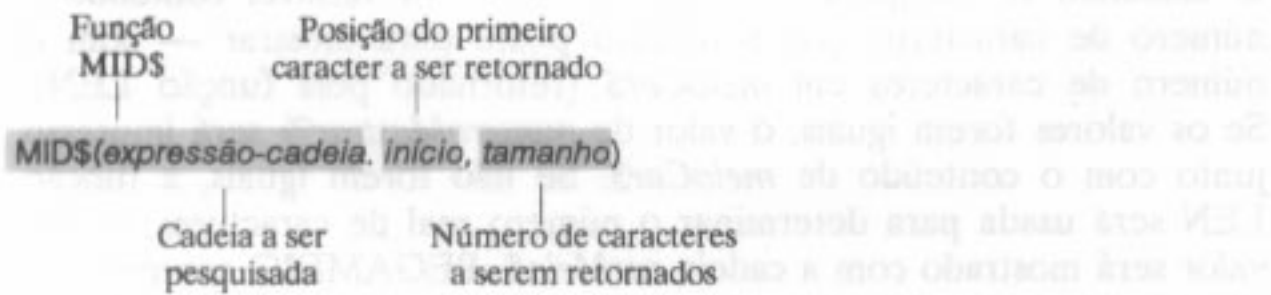 Função
MID$
Posição do primeiro
caracter a ser retornado
MID$(expressão-cadeia. início, tamanho)
Cadeia a ser
pesquisada
Número de caracteres
a serem retornados